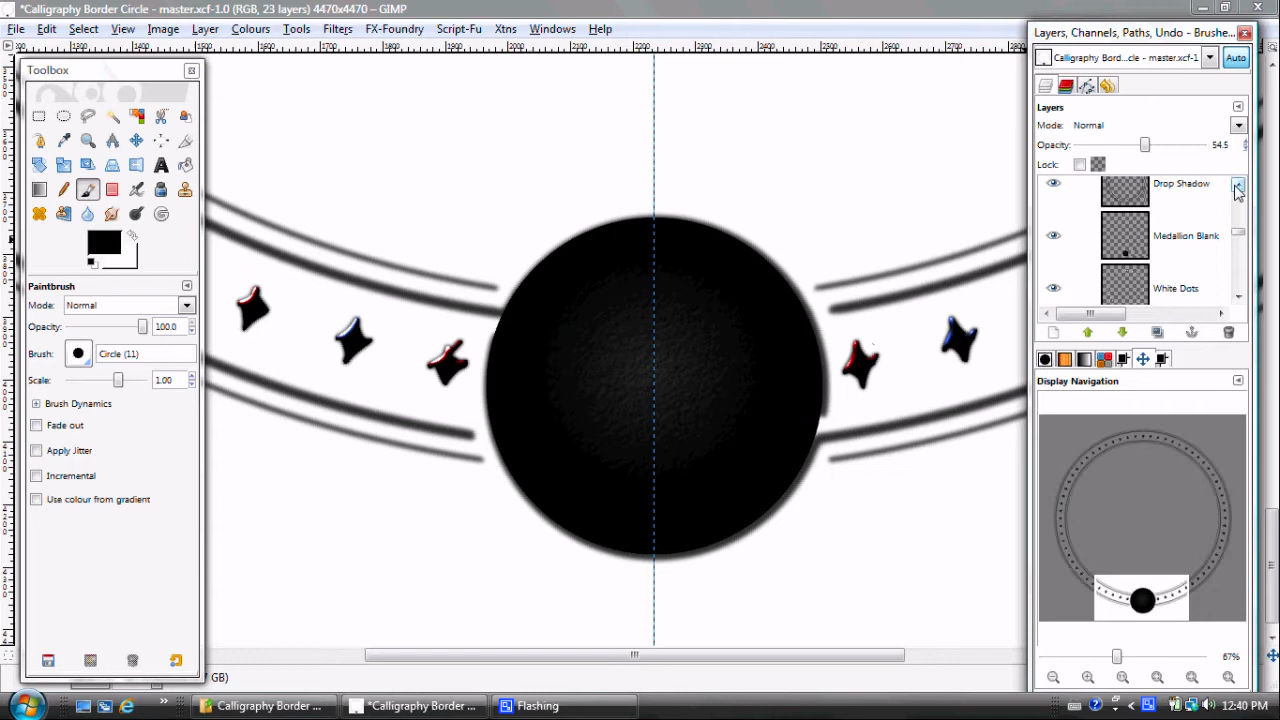 *Calligraphy Border Circle - master.xcf-1.0 (RGB, 23 layers) 4470x4470 - GIMP
File Edit Select View Image Layer Colours Tools Filters FX-Foundry Script-Fu Xtns Windows Help
Toolbox
Paintbrush
Mode: Normal
Opacity: 100.0
Brush: Circle (11)
Scale: 1.00
Brush Dynamics
Fade out
Apply Jitter
Incremental
Use colour from gradient
Layers, Channels, Paths, Undo - Brushe...
Calligraphy Bord...cle - master.xcf-1 Auto
Layers
Mode: Normal
Opacity: 54.5
Lock:
Drop Shadow
Medallion Blank
White Dots
Display Navigation
67%
GB)
Calligraphy Border ... *Calligraphy Border ... Flashing
12:40 PM